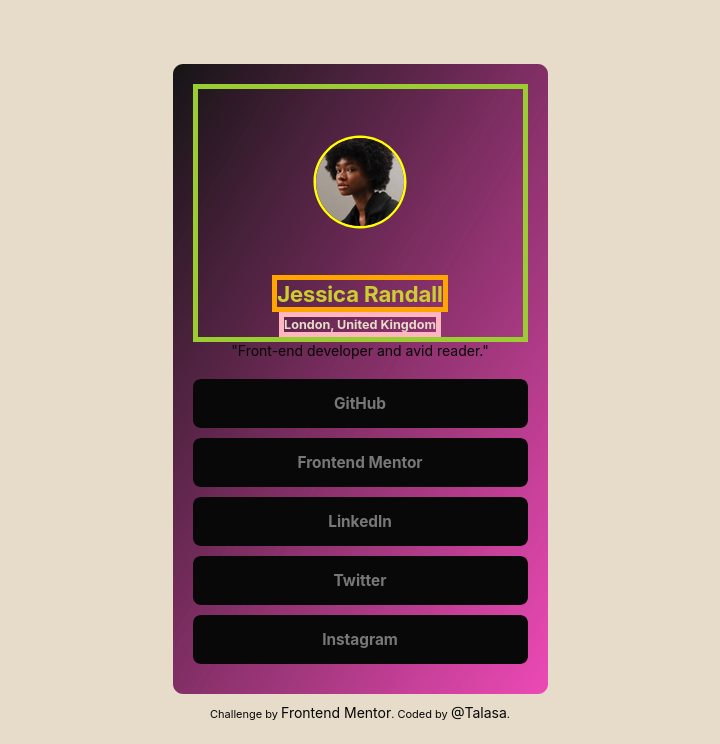 Jessica Randall
London, United Kingdom
"Front-end developer and avid reader."
GitHub
Frontend Mentor
LinkedIn
Twitter
Instagram
Challenge by Frontend Mentor. Coded by @Talasa.